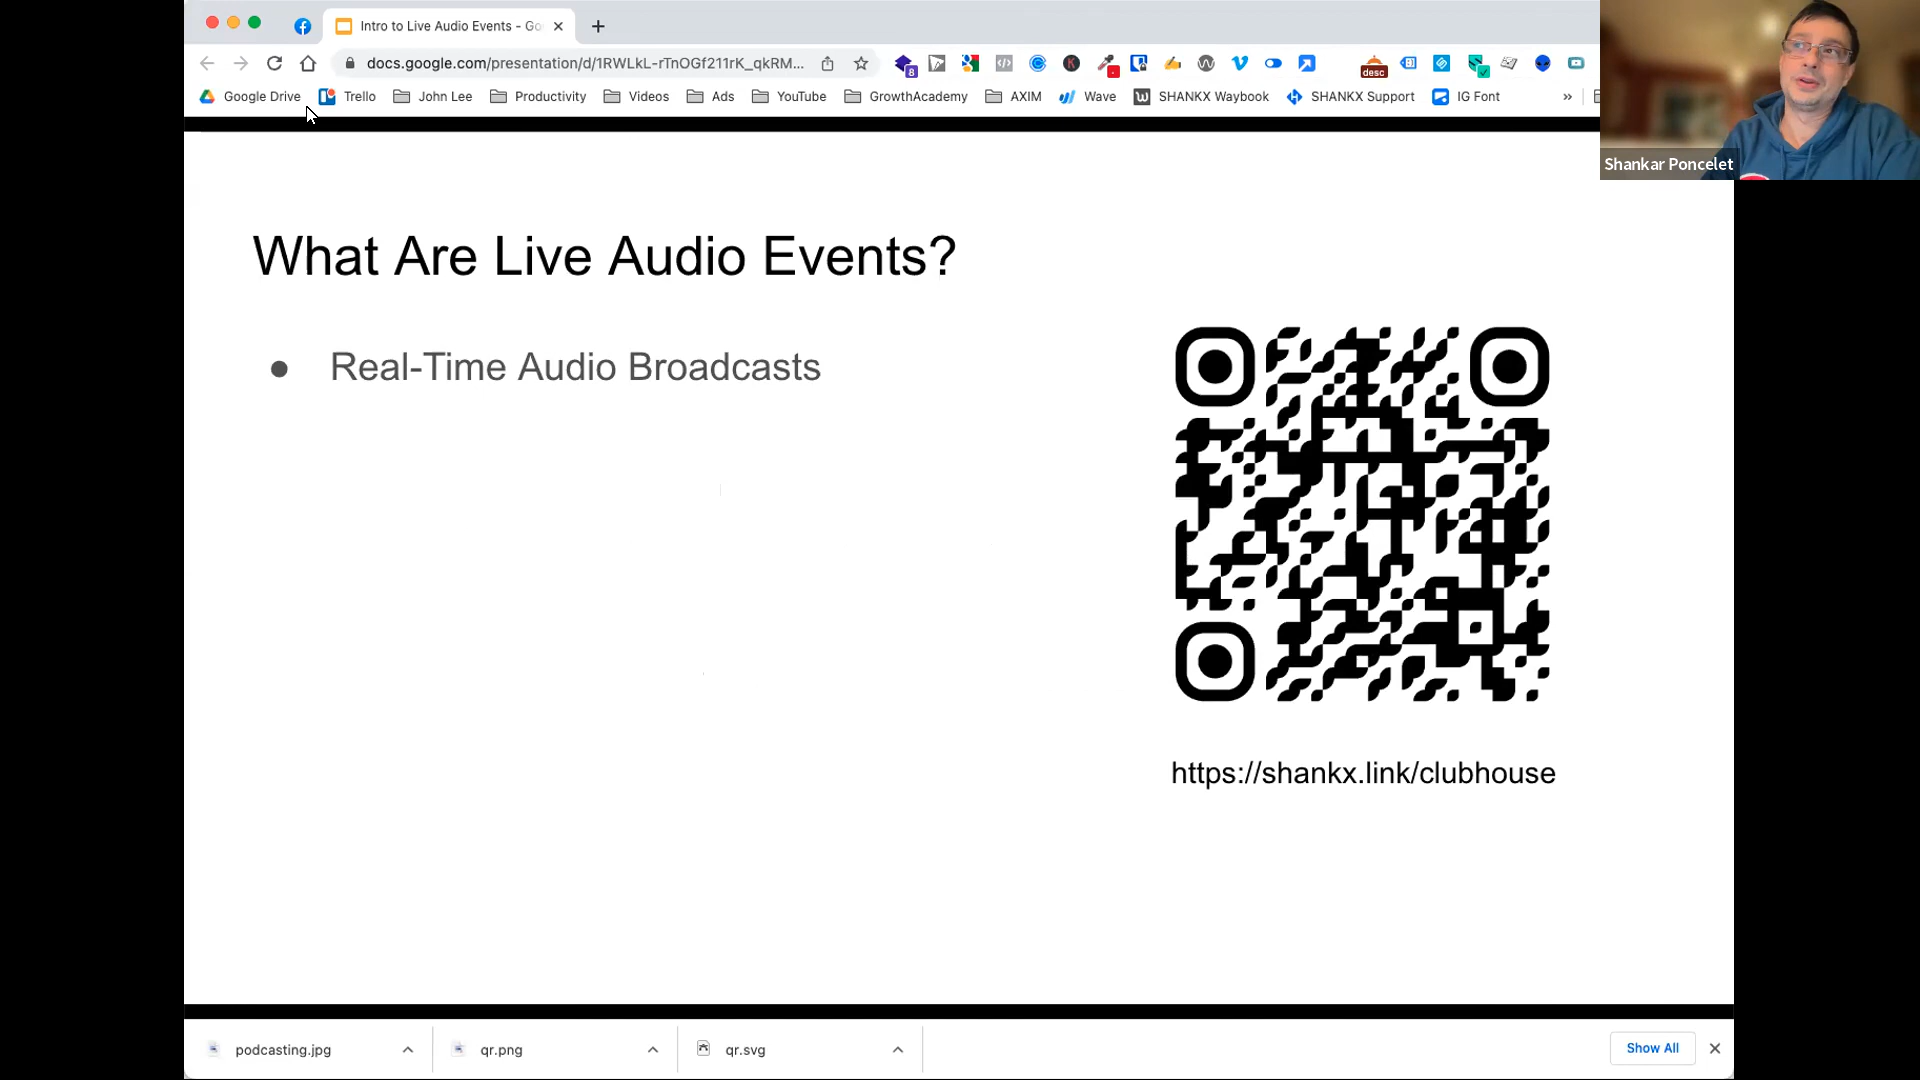 Intro to Live Audio Events - Go
docs.google.com/presentation/d/1RWLkL-rTnOGf211rK_qkRM...
8
desc
Google Drive
Trello
John Lee
Productivity
Videos
Ads
YouTube
GrowthAcademy
AXIM
Wave
SHANKX Waybook
SHANKX Support
IG Font
Shankar Poncelet
What Are Live Audio Events?
● Real-Time Audio Broadcasts
https://shankx.link/clubhouse
podcasting.jpg
qr.png
qr.svg
Show All